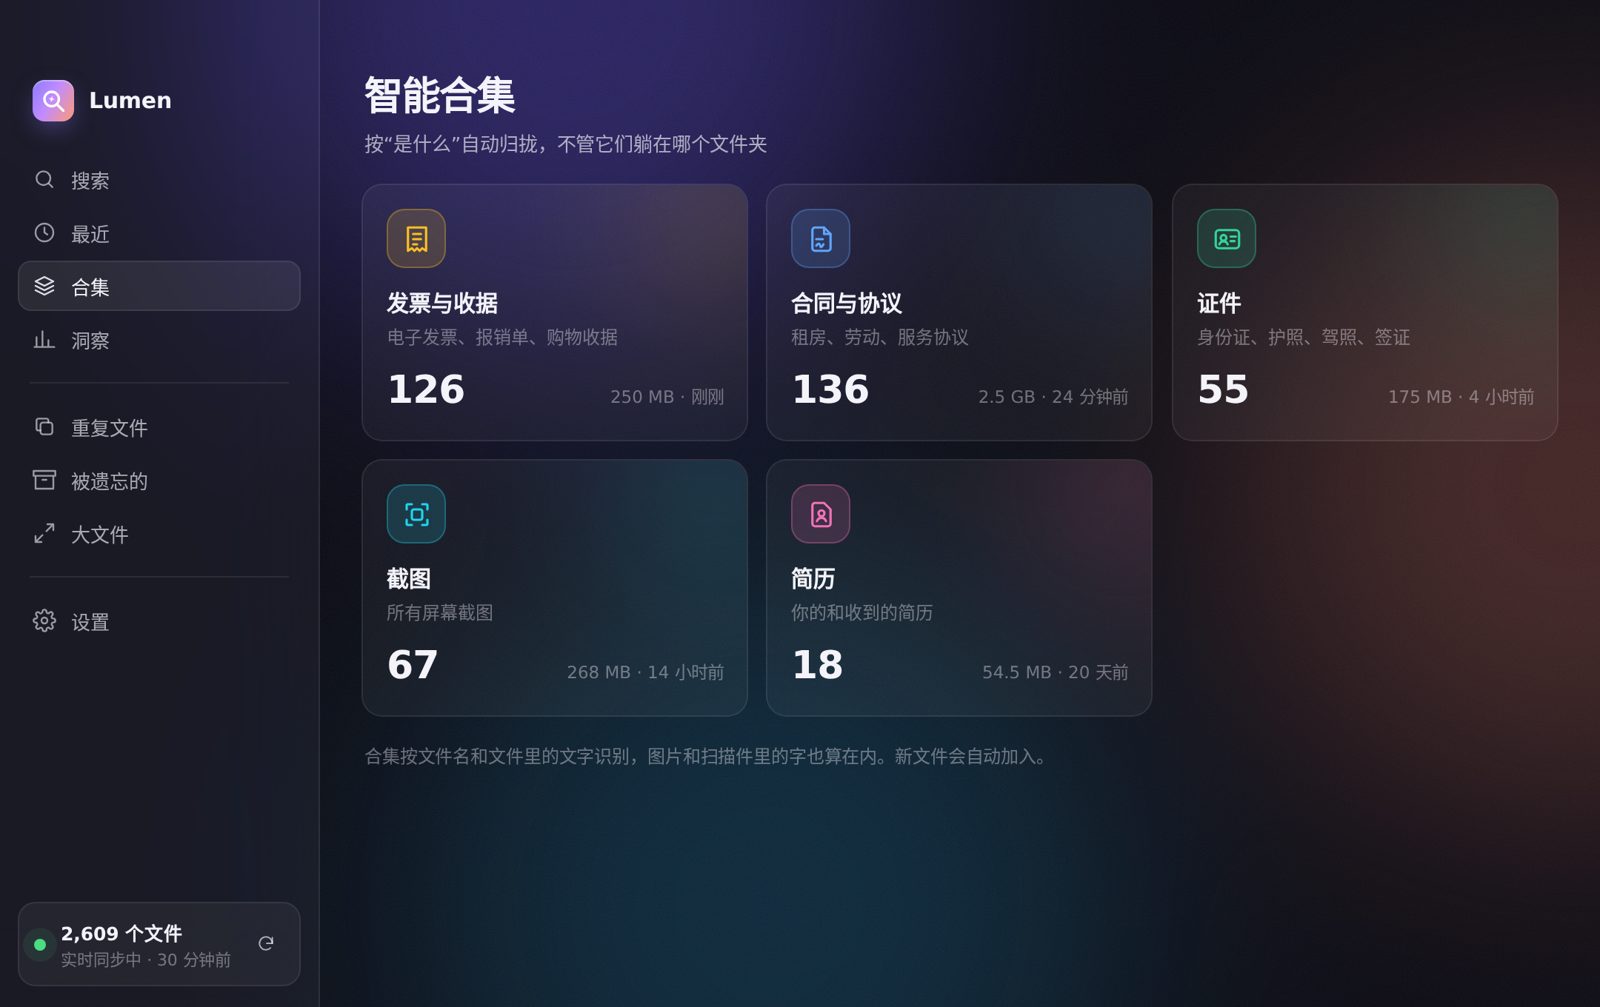 Lumen
搜索
最近
合集
洞察
重复文件
被遗忘的
大文件
设置
2,609 个文件
实时同步中 · 30 分钟前
智能合集
按“是什么”自动归拢，不管它们躺在哪个文件夹
发票与收据
电子发票、报销单、购物收据
126
250 MB · 刚刚
合同与协议
租房、劳动、服务协议
136
2.5 GB · 24 分钟前
证件
身份证、护照、驾照、签证
55
175 MB · 4 小时前
截图
所有屏幕截图
67
268 MB · 14 小时前
简历
你的和收到的简历
18
54.5 MB · 20 天前
合集按文件名和文件里的文字识别，图片和扫描件里的字也算在内。新文件会自动加入。